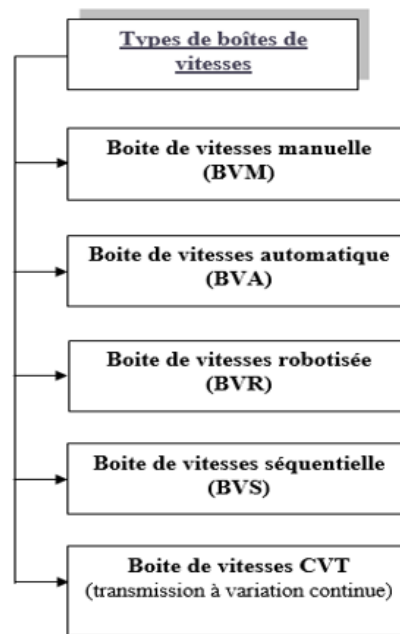 Types de boîtes de
vitesses
Boite de vitesses manuelle
(BVM)
Boite de vitesses automatique
(BVA)
Boite de vitesses robotisée
(BVR)
Boite de vitesses séquentielle
(BVS)
Boite de vitesses CVT
(transmission à variation continue)